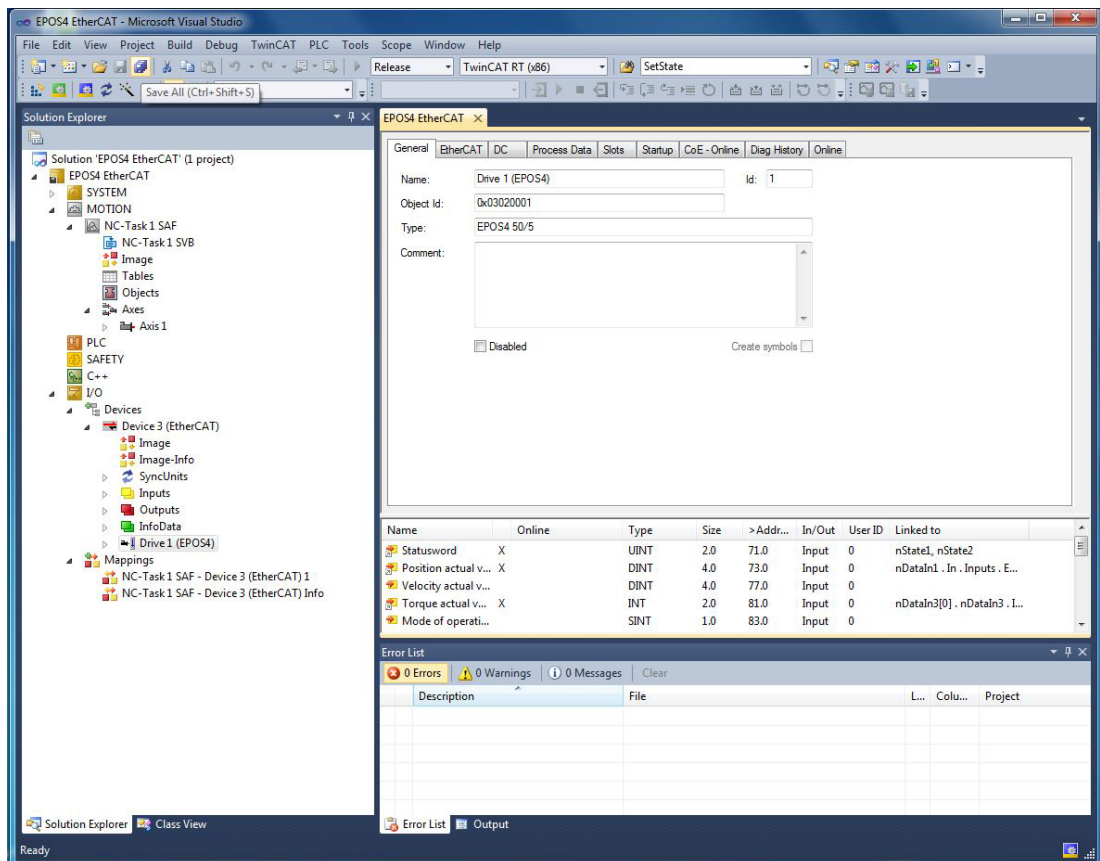 EPOS4 EtherCAT - Microsoft Visual Studio
File Edit View Project Build Debug TwinCAT PLC Tools Scope Window Help
Release TwinCAT RT (x86) SetState
Save All (Ctrl+Shift+S)
Solution Explorer
Solution 'EPOS4 EtherCAT' (1 project)
EPOS4 EtherCAT
SYSTEM
MOTION
NC-Task 1 SAF
NC-Task 1 SVB
Image
Tables
Objects
Axes
Axis 1
PLC
SAFETY
C++
I/O
Devices
Device 3 (EtherCAT)
Image
Image-Info
SyncUnits
Inputs
Outputs
InfoData
Drive 1 (EPOS4)
Mappings
NC-Task 1 SAF - Device 3 (EtherCAT) 1
NC-Task 1 SAF - Device 3 (EtherCAT) Info
Solution Explorer Class View
EPOS4 EtherCAT
General EtherCAT DC Process Data Slots Startup CoE - Online Diag History Online
Name: Drive 1 (EPOS4) Id: 1
Object Id: 0x03020001
Type: EPOS4 50/5
Comment:
Disabled Create symbols
Name Online Type Size >Addr... In/Out User ID Linked to
Statusword X UINT 2.0 71.0 Input 0 nState1, nState2
Position actual v... X DINT 4.0 73.0 Input 0 nDataIn1 . In . Inputs . E...
Velocity actual v... DINT 4.0 77.0 Input 0
Torque actual v... X INT 2.0 81.0 Input 0 nDataIn3[0] . nDataIn3 . I...
Mode of operati... SINT 1.0 83.0 Input 0
Error List
0 Errors 0 Warnings 0 Messages Clear
Description File L... Colu... Project
Error List Output
Ready